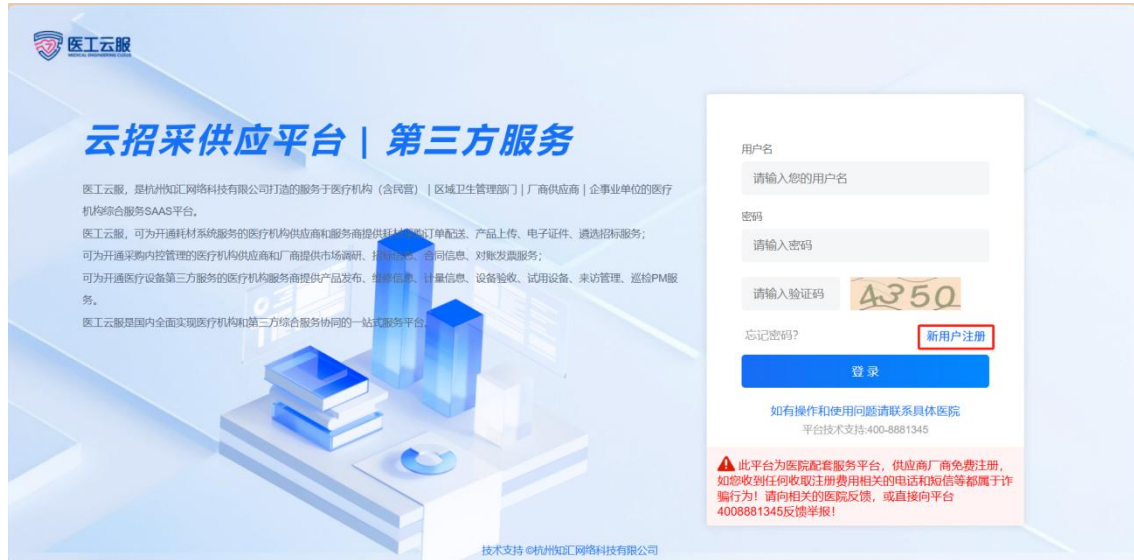 医工云服
MEDICAL ENGINEERING CLOUD
云招采供应平台 | 第三方服务
医工云服，是杭州知汇网络科技有限公司打造的服务于医疗机构（含民营）｜区域卫生管理部门｜厂商供应商｜企事业单位的医疗
机构综合服务SAAS平台。
医工云服，可为开通耗材系统服务的医疗机构供应商和服务商提供耗材采购订单配送、产品上传、电子证件、遴选招标服务；
可为开通采购内控管理的医疗机构供应商和厂商提供市场调研、招标信息、合同信息、对账发票服务；
可为开通医疗设备第三方服务的医疗机构服务商提供产品发布、维修信息、计量信息、设备验收、试用设备、来访管理、巡检PM服
务。
医工云服是国内全面实现医疗机构和第三方综合服务协同的一站式服务平台。
用户名
请输入您的用户名
密码
请输入密码
请输入验证码
4350
忘记密码?
新用户注册
登 录
如有操作和使用问题请联系具体医院
平台技术支持:400-8881345
此平台为医院配套服务平台，供应商厂商免费注册，
如您收到任何收取注册费用相关的电话和短信等都属于诈
骗行为！请向相关的医院反馈，或直接向平台
4008881345反馈举报！
技术支持 ©杭州知汇网络科技有限公司